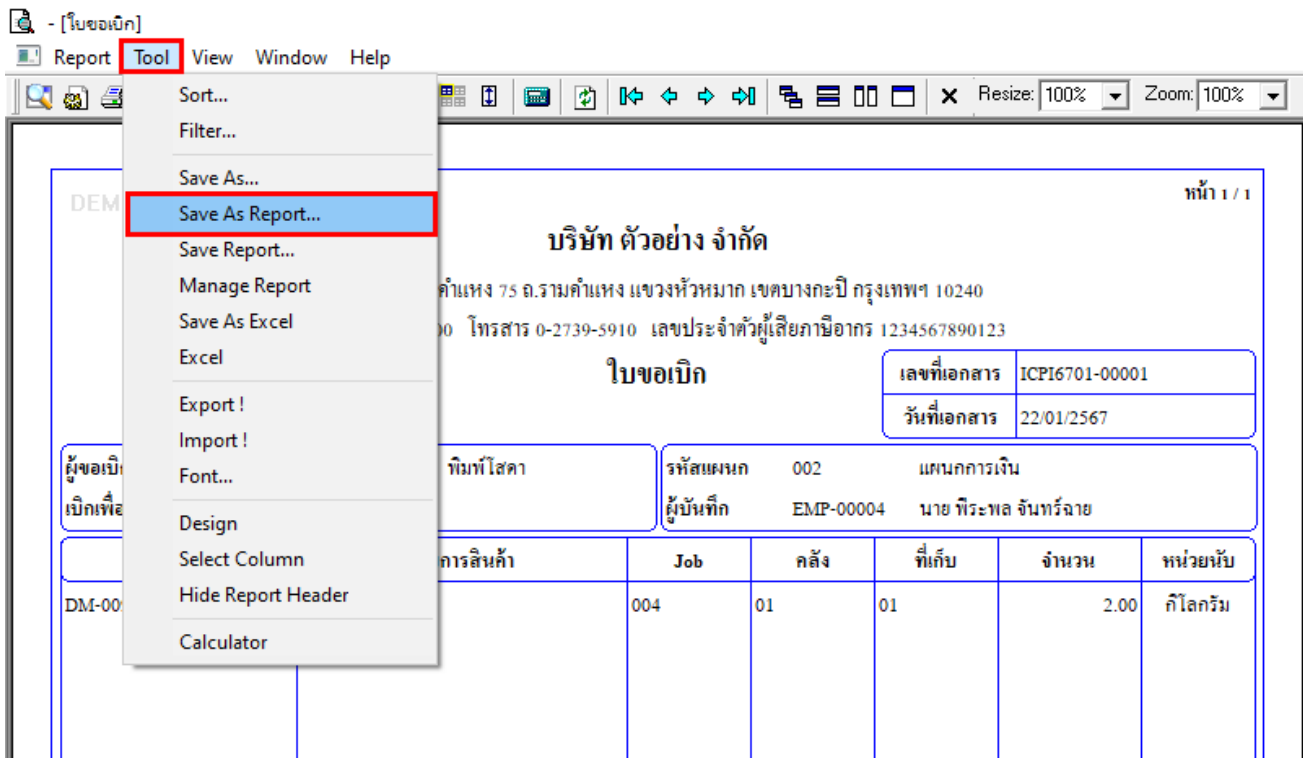 - [ใบขอเบิก]
Report Tool View Window Help
Resize: 100% Zoom: 100%
Sort...
Filter...
Save As...
Save As Report...
Save Report...
Manage Report
Save As Excel
Excel
Export !
Import !
Font...
Design
Select Column
Hide Report Header
Calculator
DEM
หน้า 1 / 1
บริษัท ตัวอย่าง จำกัด
คำแหง 75 ถ.รามคำแหง แขวงหัวหมาก เขตบางกะปิ กรุงเทพฯ 10240
00 โทรสาร 0-2739-5910 เลขประจำตัวผู้เสียภาษีอากร 1234567890123
ใบขอเบิก
เลขที่เอกสาร ICPI6701-00001
วันที่เอกสาร 22/01/2567
ผู้ขอเบิ พิมพ์โสดา รหัสแผนก 002 แผนกการเงิน
เบิกเพื่อ ผู้บันทึก EMP-00004 นาย พีระพล จันทร์ฉาย
การสินค้า Job คลัง ที่เก็บ จำนวน หน่วยนับ
DM-00 004 01 01 2.00 กิโลกรัม